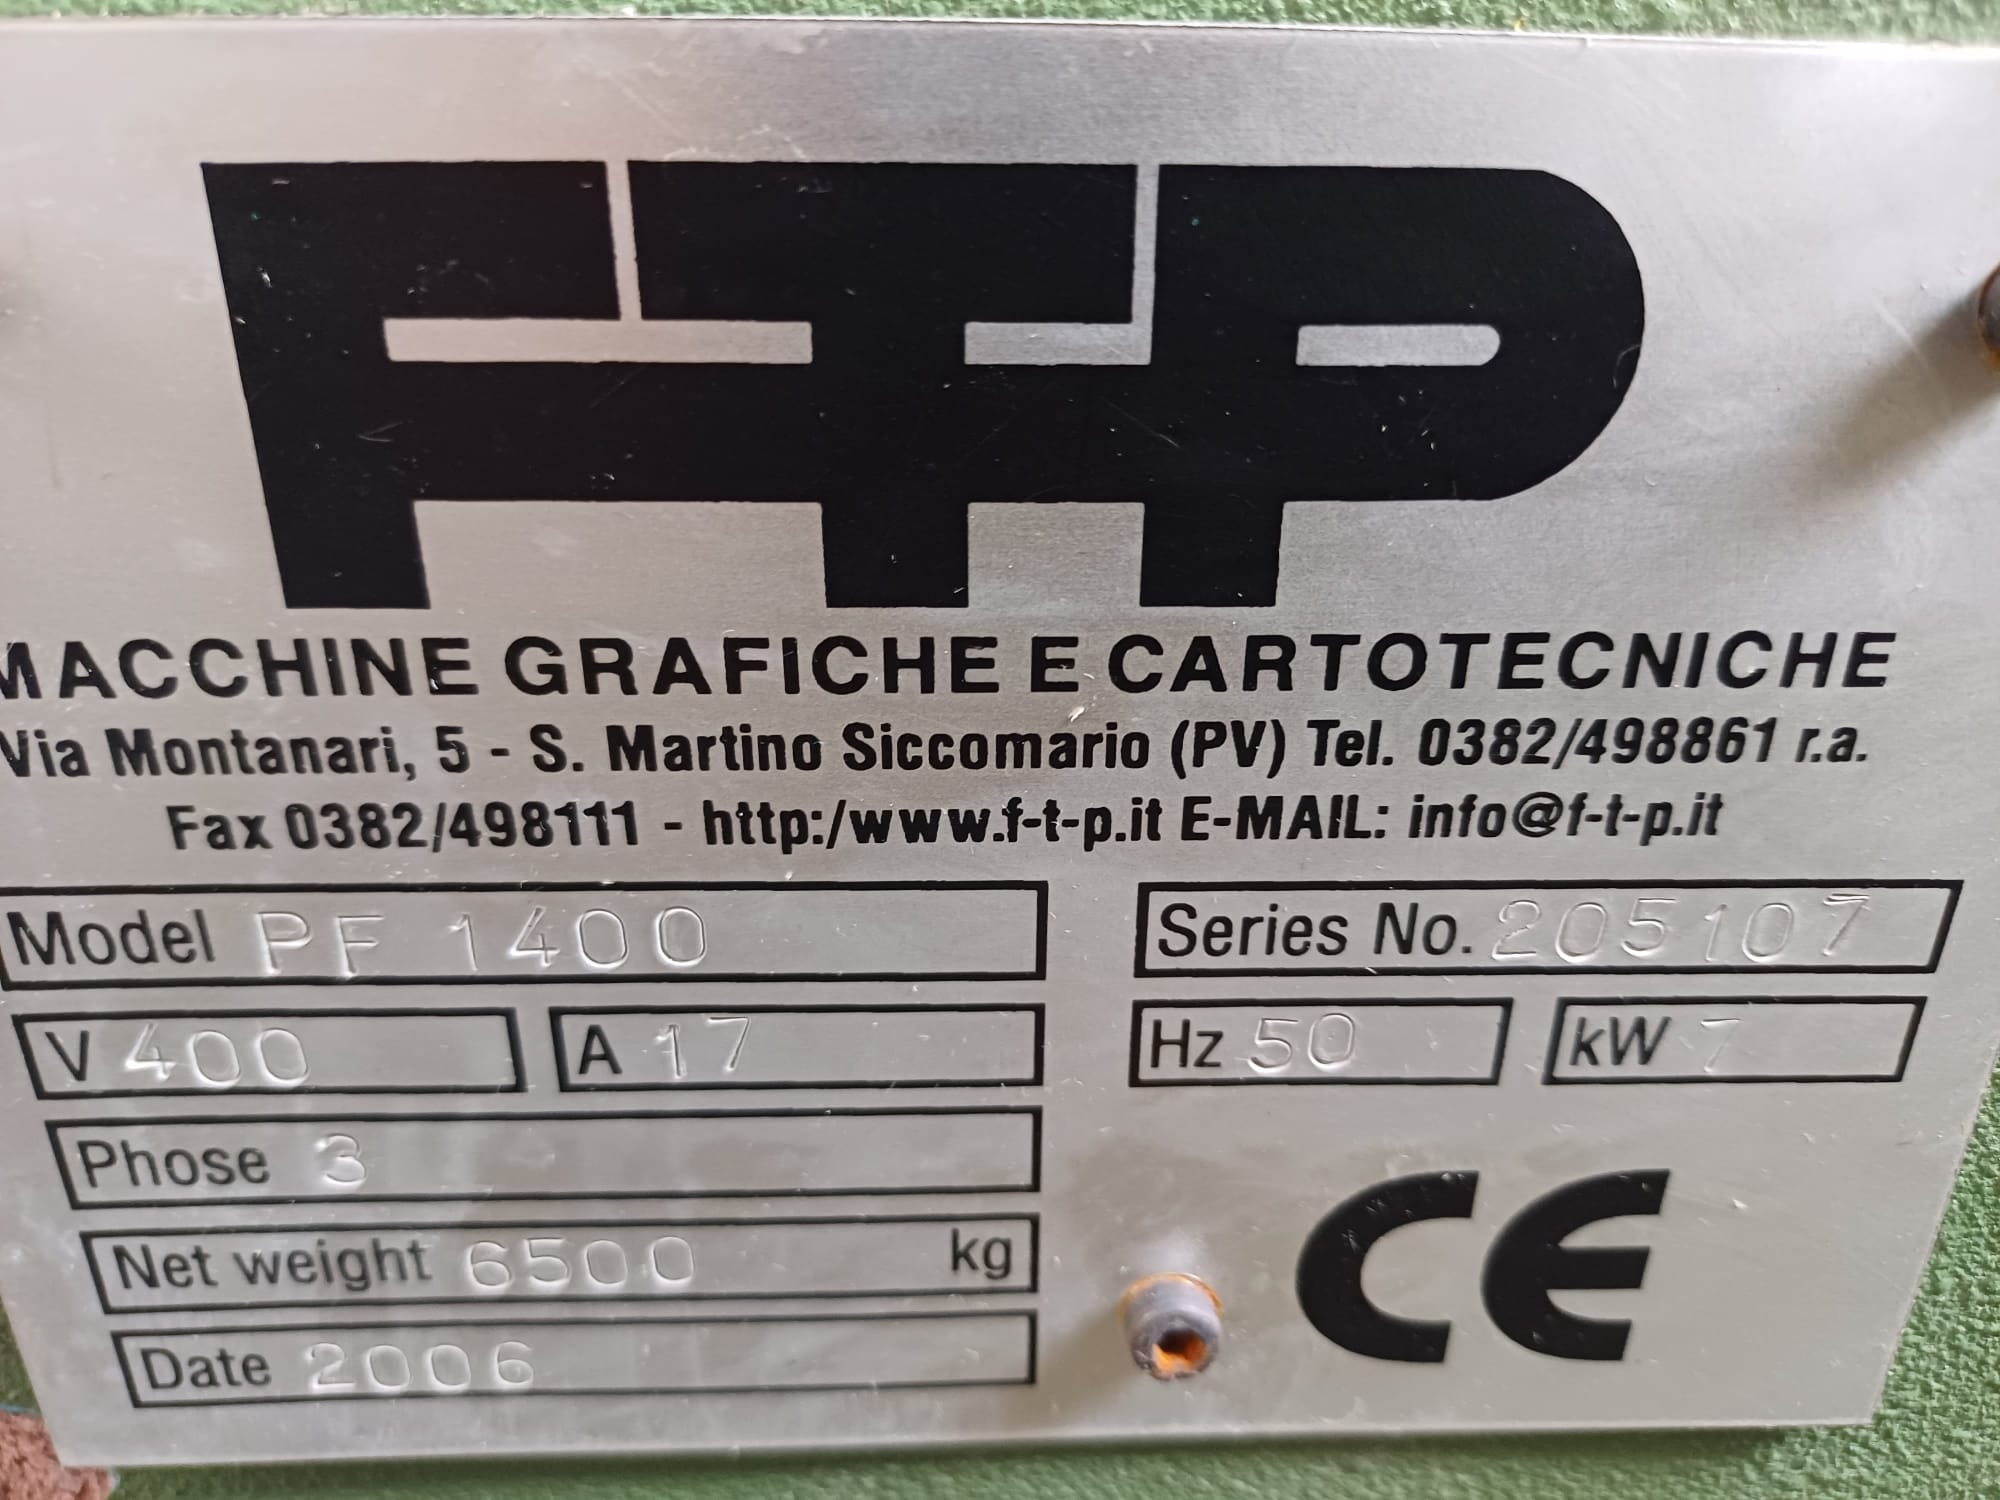 FTP
MACCHINE GRAFICHE E CARTOTECNICHE
Via Montanari, 5 - S. Martino Siccomario (PV) Tel. 0382/498861 r.a.
Fax 0382/498111 - http:/www.f-t-p.it E-MAIL: info@f-t-p.it
Model PF 1400
Series No. 205107
V 400
A 17
Hz 50
kW 7
Phose 3
Net weight 6500 kg
Date 2006
CE